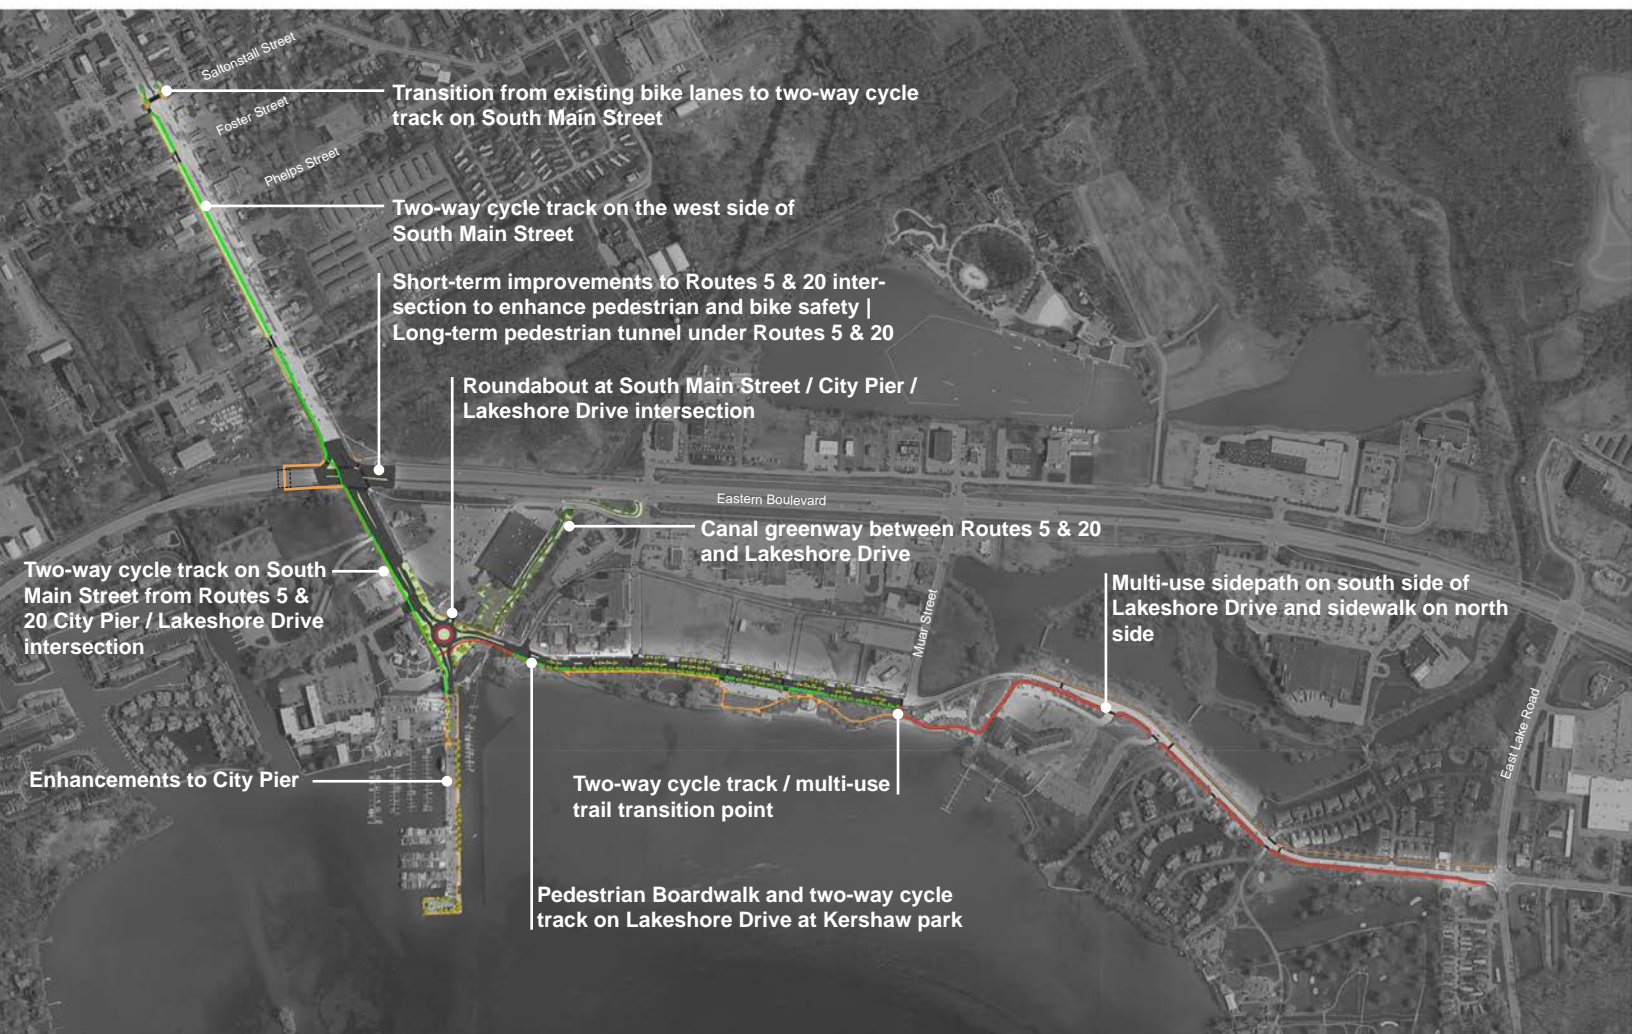 Saltonstall Street
Transition from existing bike lanes to two-way cycle
track on South Main Street
Foster Street
Phelps Street
Two-way cycle track on the west side of
South Main Street
Short-term improvements to Routes 5 & 20 inter-
section to enhance pedestrian and bike safety |
Long-term pedestrian tunnel under Routes 5 & 20
Roundabout at South Main Street / City Pier /
Lakeshore Drive intersection
Eastern Boulevard
Canal greenway between Routes 5 & 20
and Lakeshore Drive
Two-way cycle track on South
Main Street from Routes 5 &
20 City Pier / Lakeshore Drive
intersection
Multi-use sidepath on south side of
Lakeshore Drive and sidewalk on north
side
Muar Street
East Lake Road
Enhancements to City Pier
Two-way cycle track / multi-use
trail transition point
Pedestrian Boardwalk and two-way cycle
track on Lakeshore Drive at Kershaw park